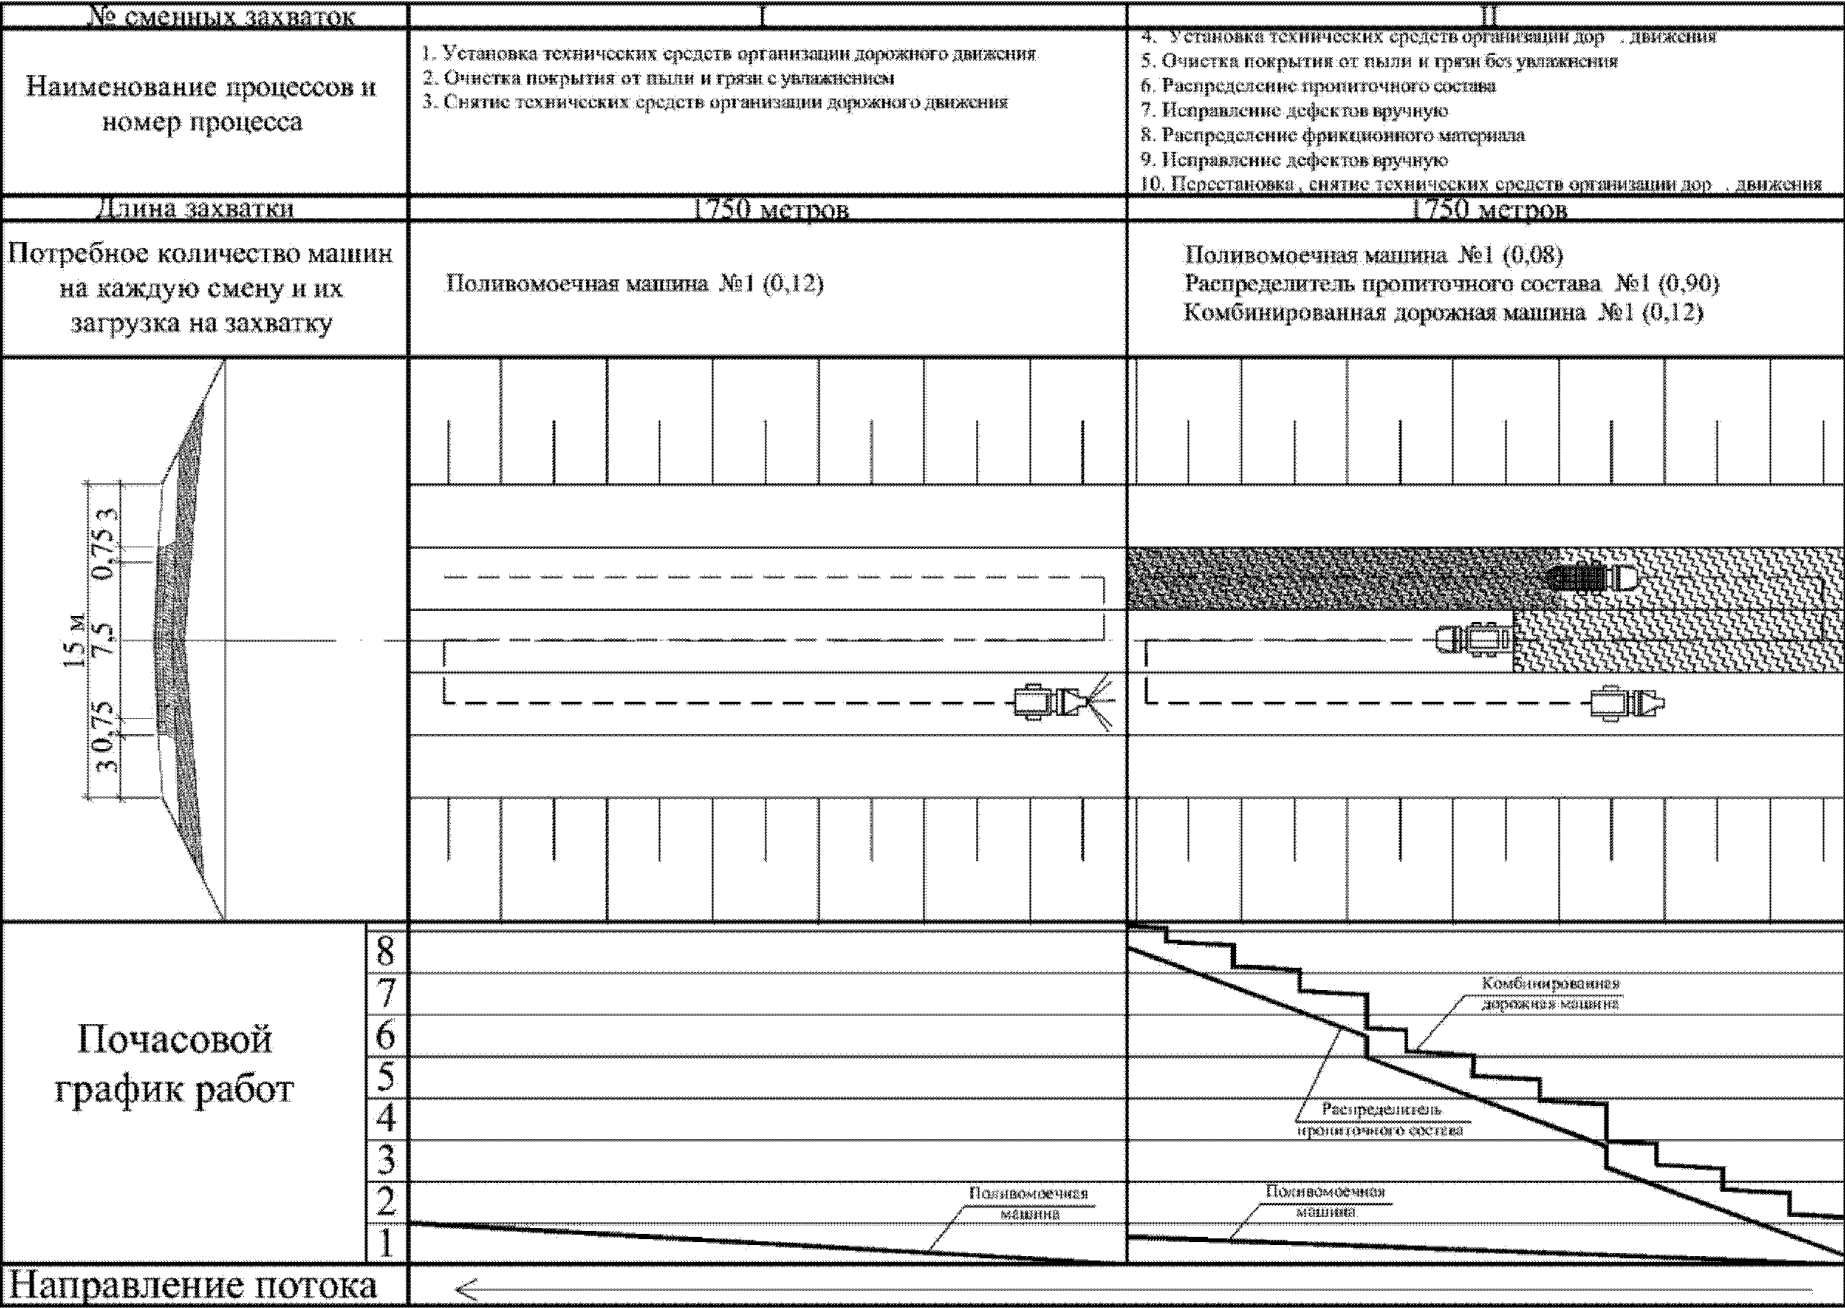 № сменных захваток
I
II
Наименование процессов и
номер процесса
1. Установка технических средств организации дорожного движения
2. Очистка покрытия от пыли и грязи с увлажнением
3. Снятие технических средств организации дорожного движения
4. Установка технических средств организации дор . движения
5. Очистка покрытия от пыли и грязи без увлажнения
6. Распределение пропиточного состава
7. Исправление дефектов вручную
8. Распределение фрикционного материала
9. Исправление дефектов вручную
10. Перестановка , снятие технических средств организации дор . движения
Длина захватки
1750 метров
1750 метров
Потребное количество машин
на каждую смену и их
загрузка на захватку
Поливомоечная машина №1 (0,12)
Поливомоечная машина №1 (0,08)
Распределитель пропиточного состава №1 (0,90)
Комбинированная дорожная машина №1 (0,12)
15 м
3
0,75
7,5
0,75
3
Почасовой
график работ
8
7
6
5
4
3
2
1
Поливомоечная
машина
Комбинированная
дорожная машина
Распределитель
пропиточного состава
Поливомоечная
машина
Направление потока